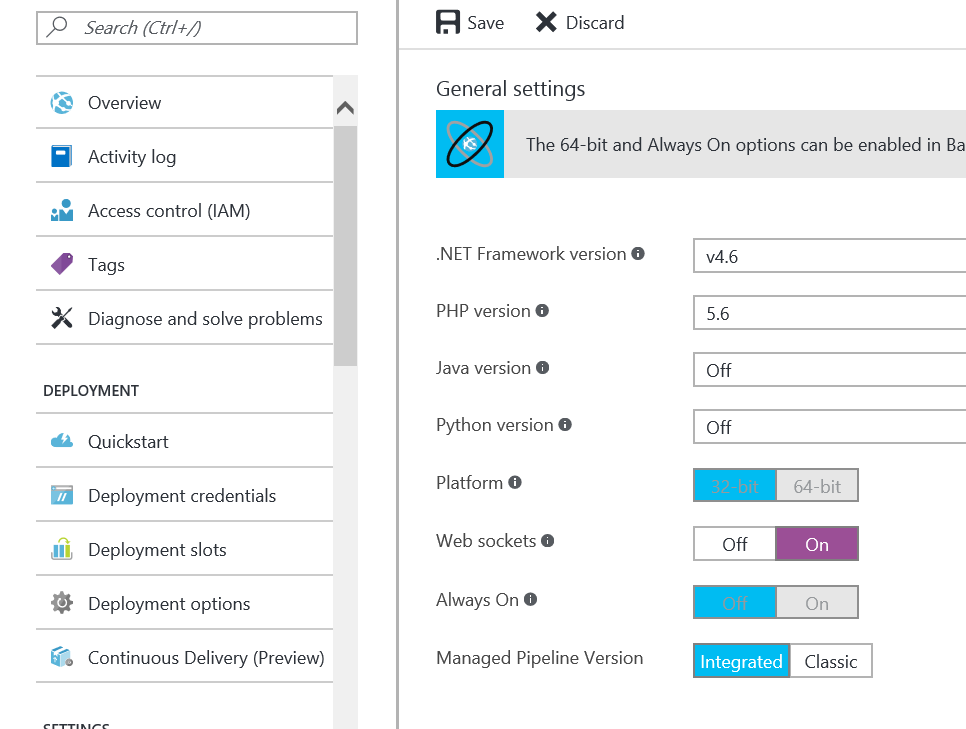 Search (Ctrl+/)
Overview
Activity log
Access control (IAM)
Tags
Diagnose and solve problems
DEPLOYMENT
Quickstart
Deployment credentials
Deployment slots
Deployment options
Continuous Delivery (Preview)
SETTINGS
Save Discard
General settings
The 64-bit and Always On options can be enabled in Ba
.NET Framework version v4.6
PHP version 5.6
Java version Off
Python version Off
Platform 32-bit 64-bit
Web sockets Off On
Always On Off On
Managed Pipeline Version Integrated Classic